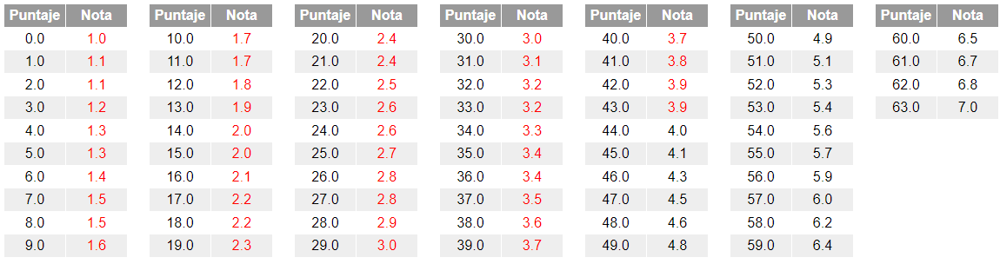 Puntaje Nota Puntaje Nota Puntaje Nota Puntaje Nota Puntaje Nota Puntaje Nota Puntaje Nota
0.0 1.0 10.0 1.7 20.0 2.4 30.0 3.0 40.0 3.7 50.0 4.9 60.0 6.5
1.0 1.1 11.0 1.7 21.0 2.4 31.0 3.1 41.0 3.8 51.0 5.1 61.0 6.7
2.0 1.1 12.0 1.8 22.0 2.5 32.0 3.2 42.0 3.9 52.0 5.3 62.0 6.8
3.0 1.2 13.0 1.9 23.0 2.6 33.0 3.2 43.0 3.9 53.0 5.4 63.0 7.0
4.0 1.3 14.0 2.0 24.0 2.6 34.0 3.3 44.0 4.0 54.0 5.6
5.0 1.3 15.0 2.0 25.0 2.7 35.0 3.4 45.0 4.1 55.0 5.7
6.0 1.4 16.0 2.1 26.0 2.8 36.0 3.4 46.0 4.3 56.0 5.9
7.0 1.5 17.0 2.2 27.0 2.8 37.0 3.5 47.0 4.5 57.0 6.0
8.0 1.5 18.0 2.2 28.0 2.9 38.0 3.6 48.0 4.6 58.0 6.2
9.0 1.6 19.0 2.3 29.0 3.0 39.0 3.7 49.0 4.8 59.0 6.4